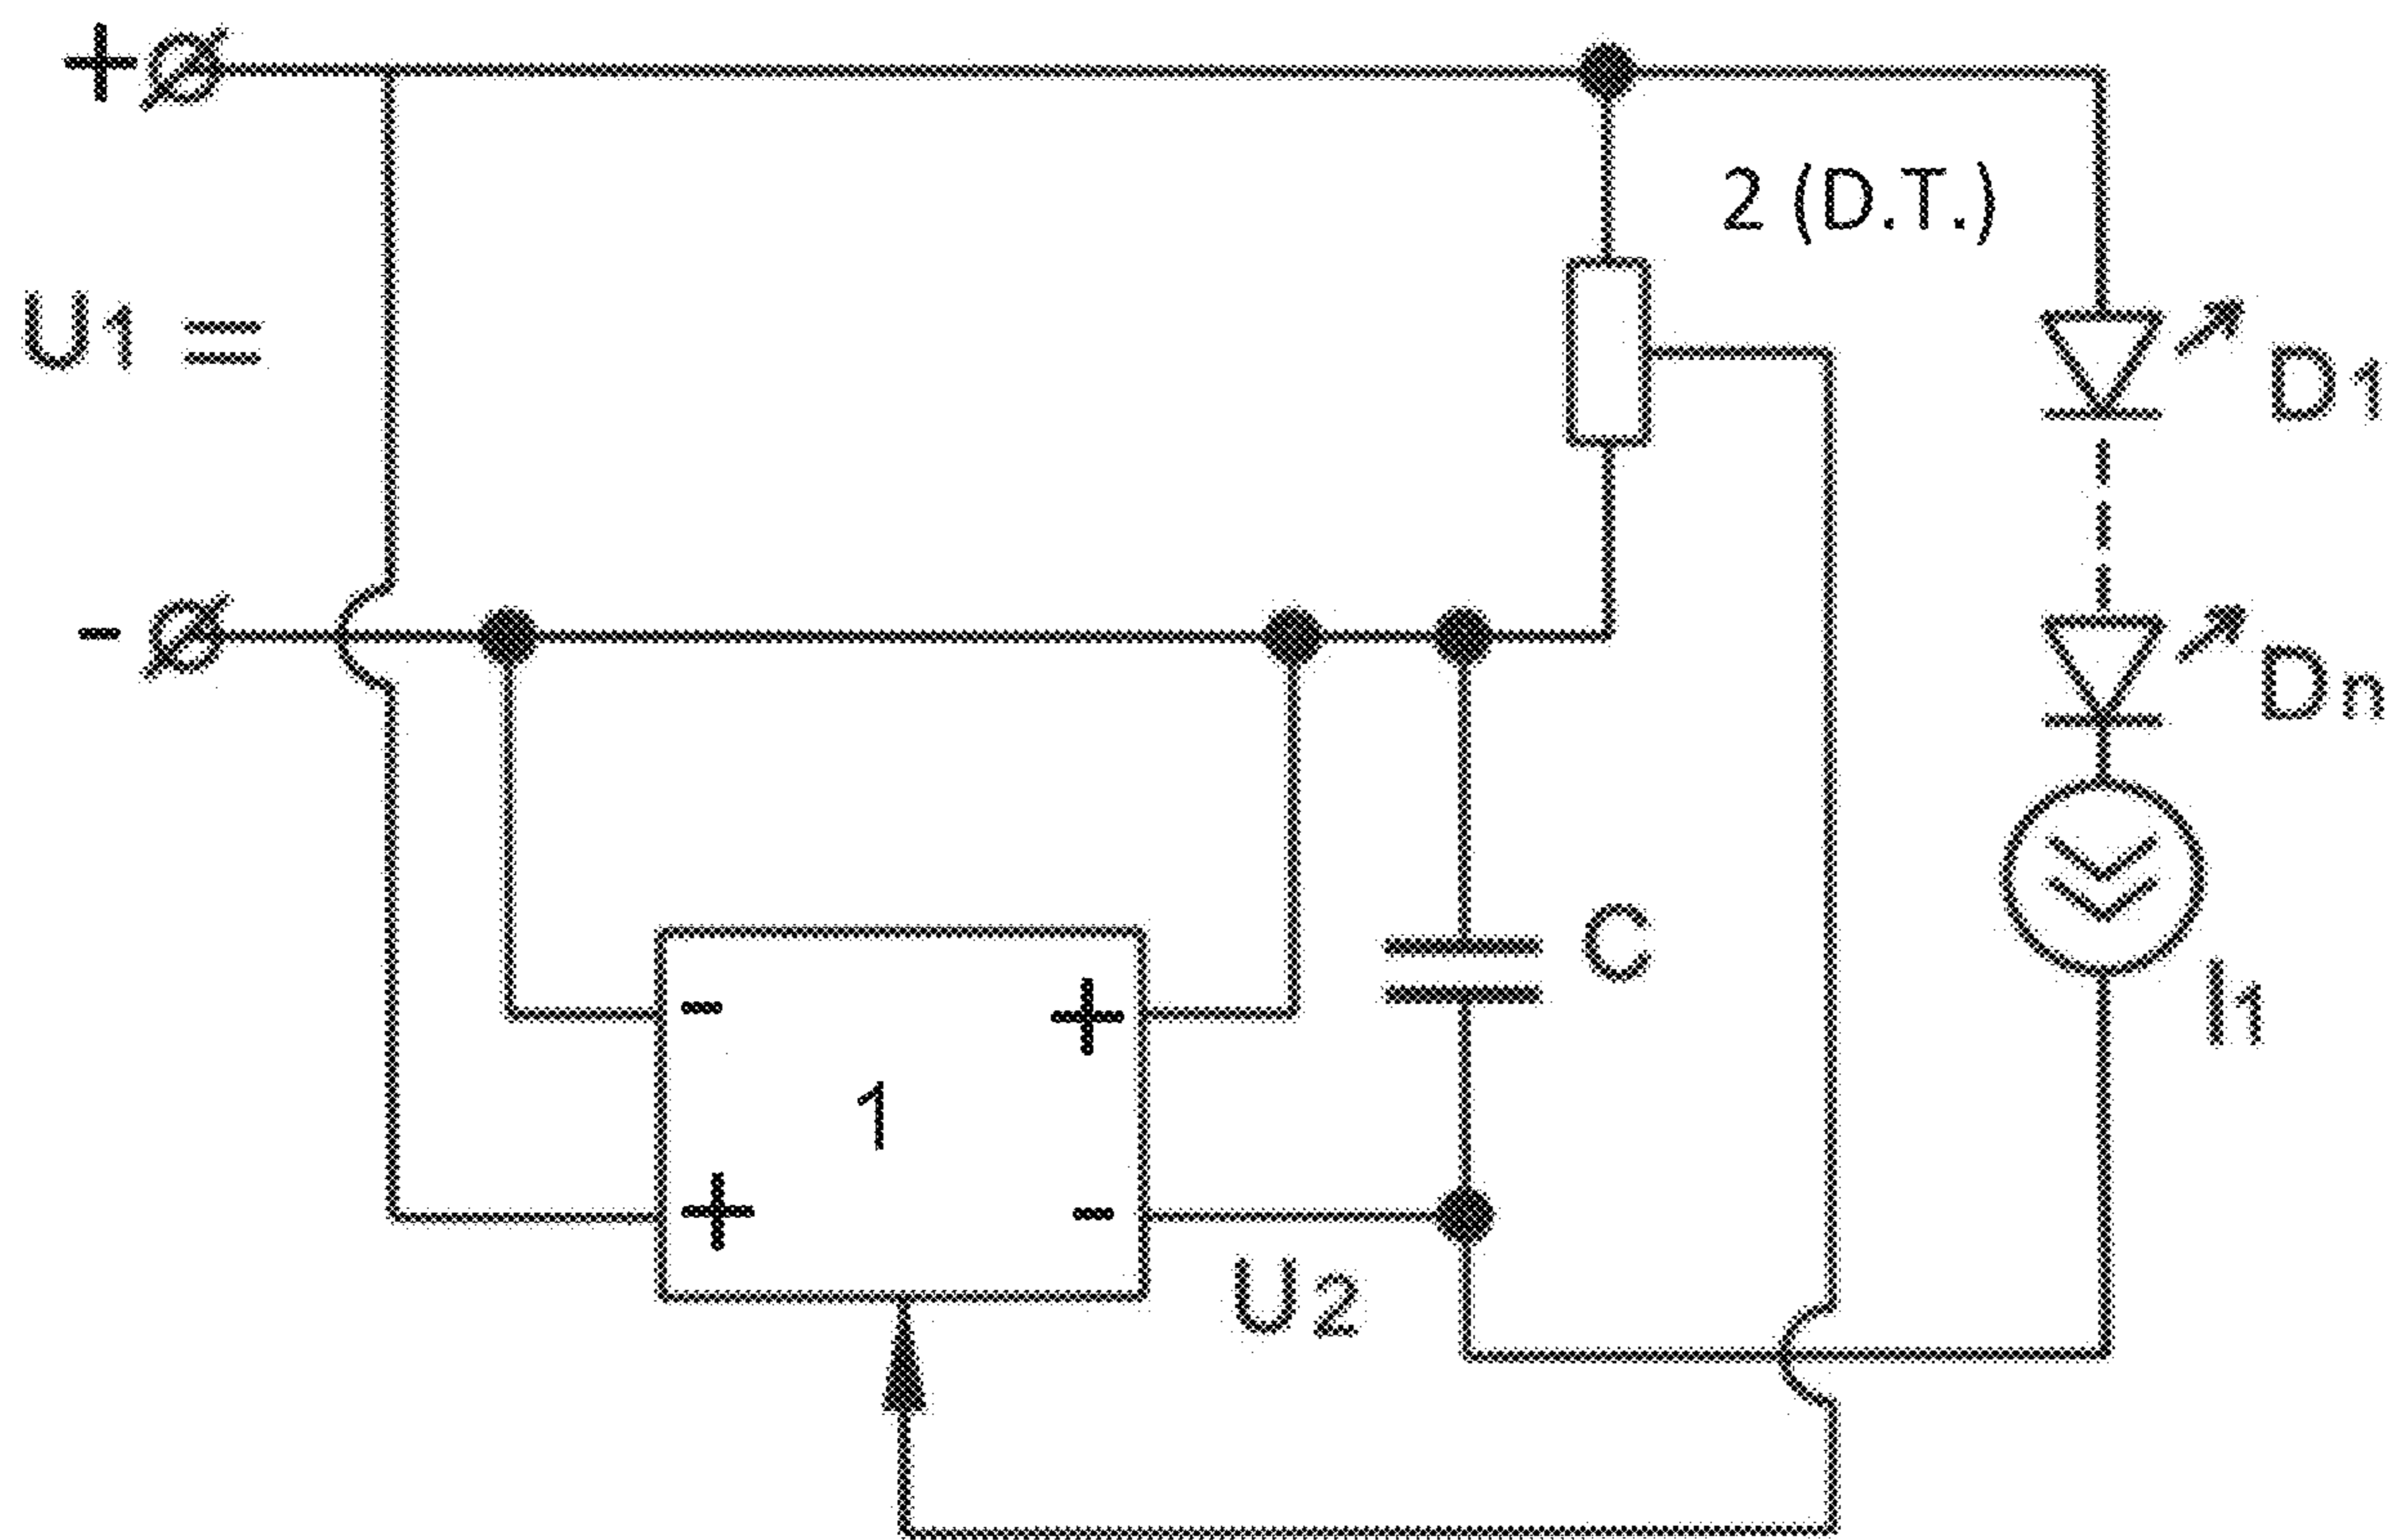 +
2 (D.T.)
U1 =
D1
-
Dn
C
- +
I1
1
+ -
U2